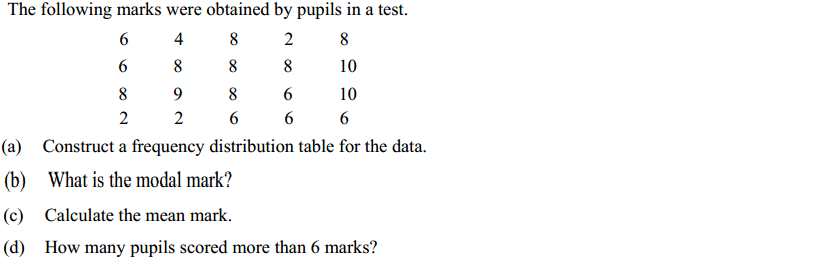 The following marks were obtained by pupils in a test.
6 4 8 2 8
6 8 8 8 10
8 9 8 6 10
2 2 6 6 6
(a) Construct a frequency distribution table for the data.
(b) What is the modal mark?
(c) Calculate the mean mark.
(d) How many pupils scored more than 6 marks?